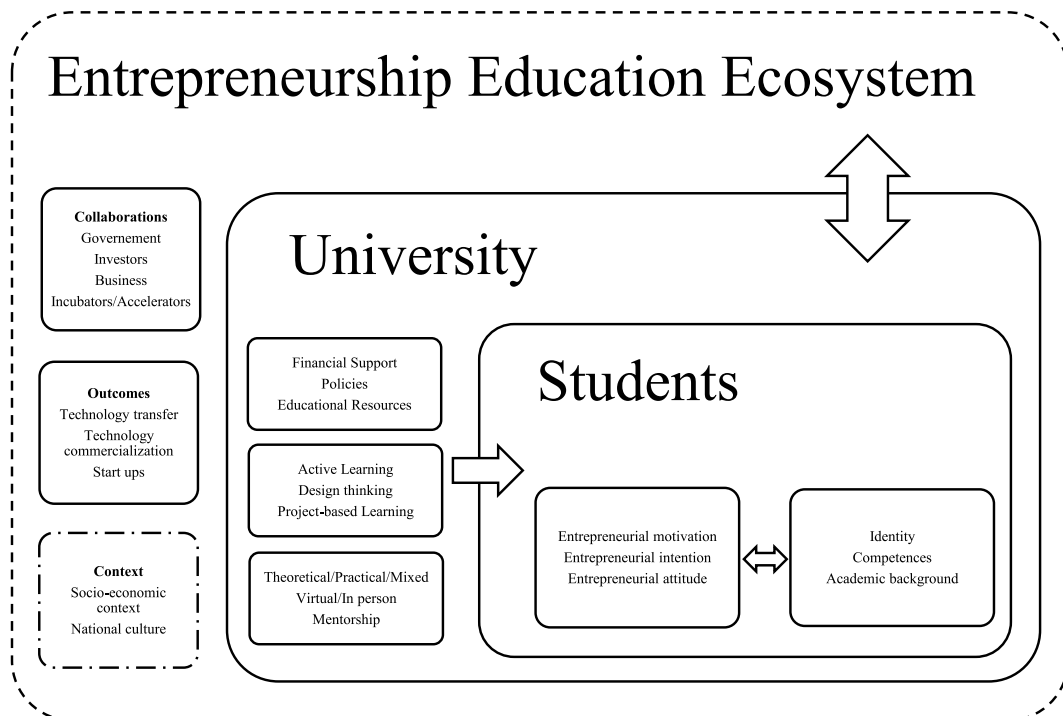 Entrepreneurship Education Ecosystem
Collaborations
Governement
Investors
Business
Incubators/Accelerators
Outcomes
Technology transfer
Technology
commercialization
Start ups
Context
Socio-economic
context
National culture
University
Financial Support
Policies
Educational Resources
Active Learning
Design thinking
Project-based Learning
Theoretical/Practical/Mixed
Virtual/In person
Mentorship
Students
Entrepreneurial motivation
Entrepreneurial intention
Entrepreneurial attitude
Identity
Competences
Academic background